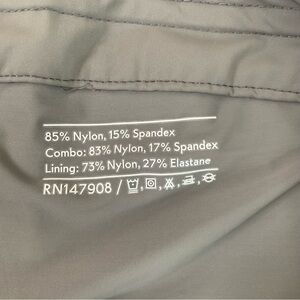 85% Nylon, 15% Spandex
Combo: 83% Nylon, 17% Spandex
Lining: 73% Nylon, 27% Elastane
RN147908 /